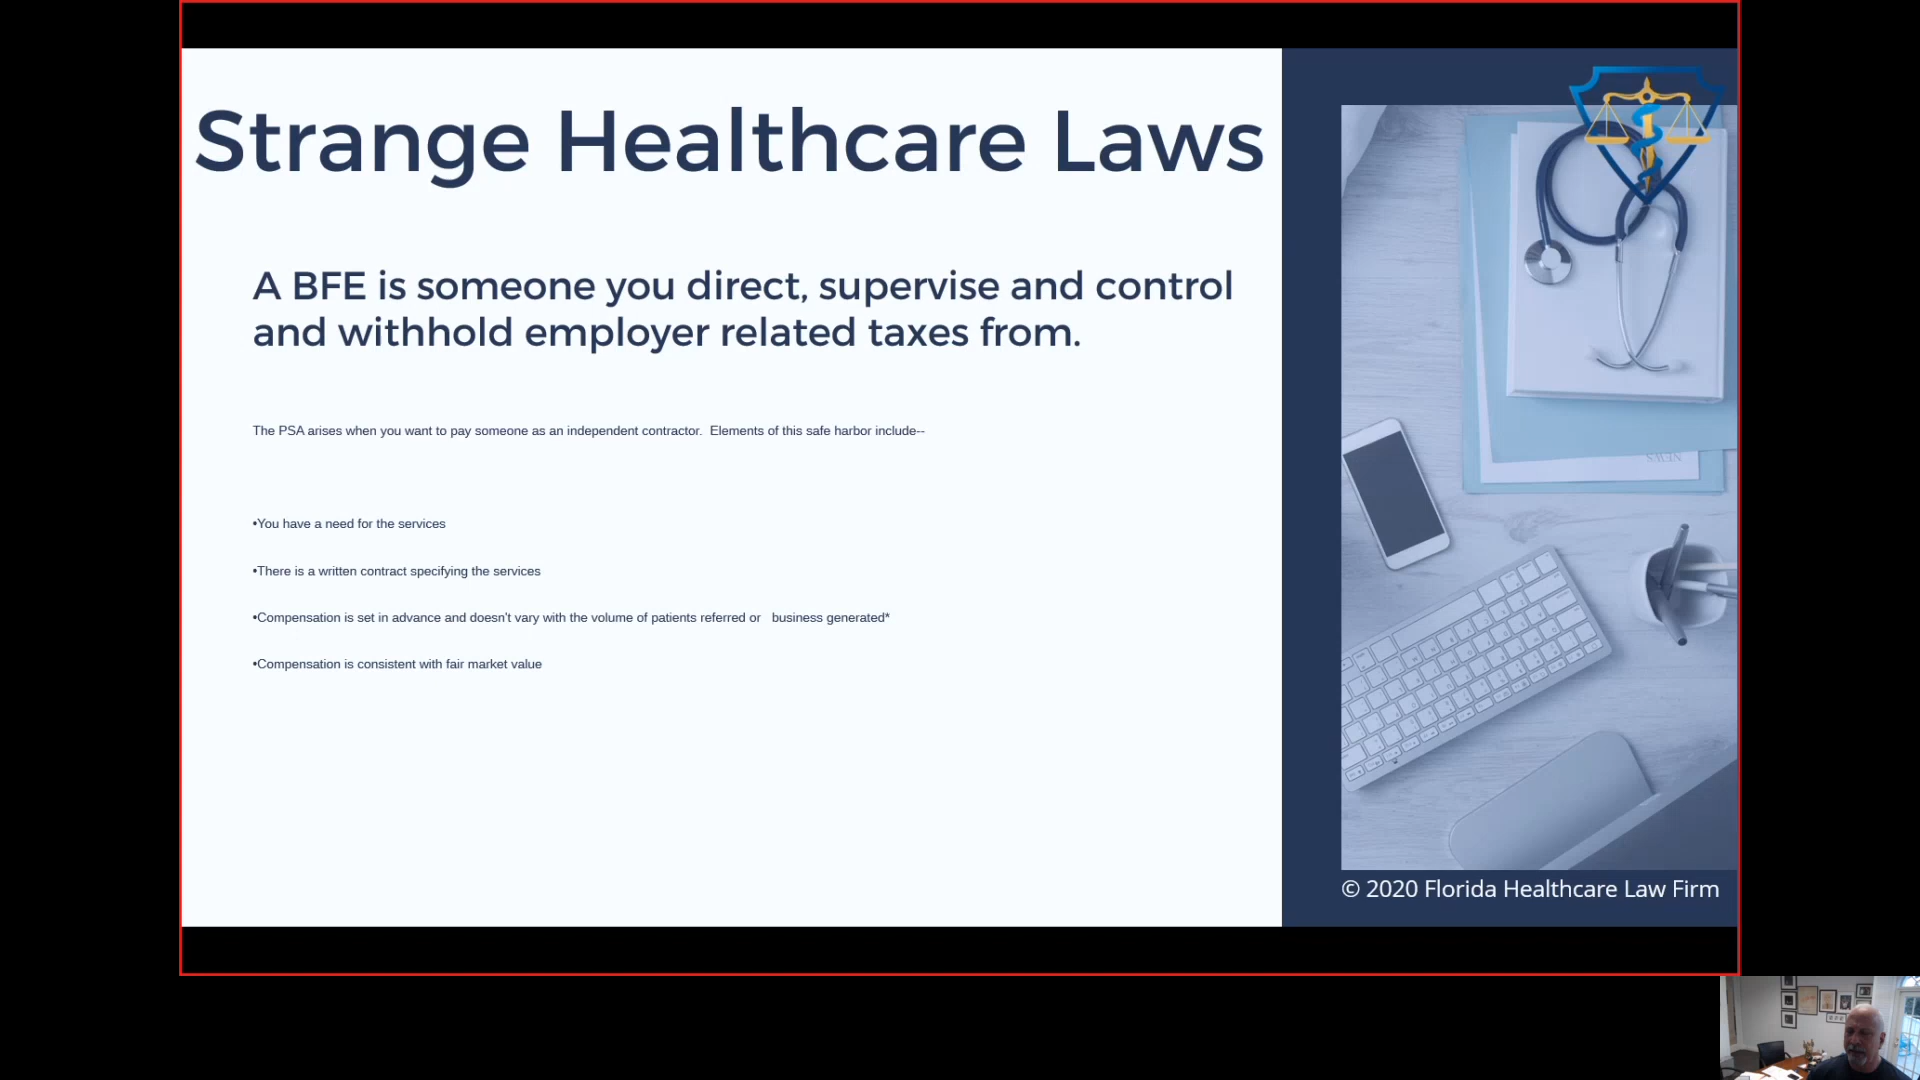 Strange Healthcare Laws
A BFE is someone you direct, supervise and control
and withhold employer related taxes from.
The PSA arises when you want to pay someone as an independent contractor.  Elements of this safe harbor include--
•You have a need for the services
•There is a written contract specifying the services
•Compensation is set in advance and doesn't vary with the volume of patients referred or   business generated*
•Compensation is consistent with fair market value
© 2020 Florida Healthcare Law Firm